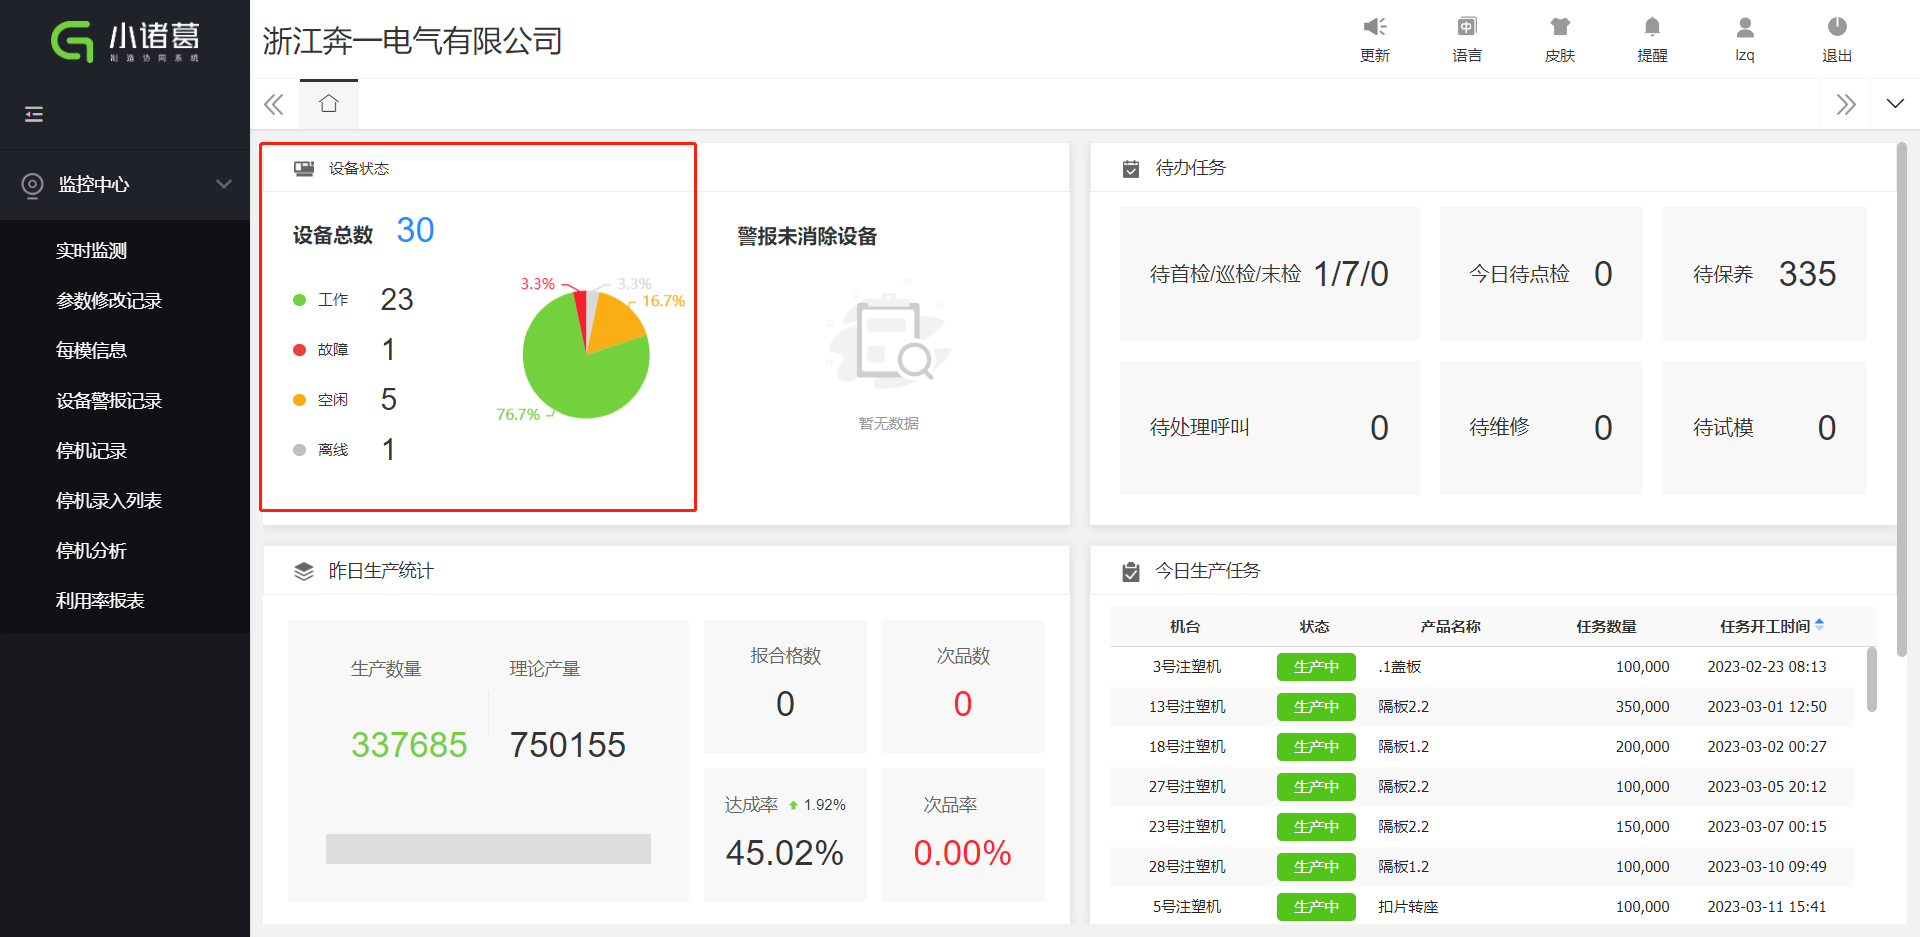 小诸葛
制造协同系统
浙江奔一电气有限公司
更新
语言
皮肤
提醒
lzq
退出
监控中心
实时监测
参数修改记录
每模信息
设备警报记录
停机记录
停机录入列表
停机分析
利用率报表
设备状态
设备总数 30
工作 23
故障 1
空闲 5
离线 1
3.3%
3.3%
16.7%
76.7%
警报未消除设备
暂无数据
待办任务
待首检/巡检/末检 1/7/0
今日待点检 0
待保养 335
待处理呼叫 0
待维修 0
待试模 0
昨日生产统计
生产数量
337685
理论产量
750155
报合格数
0
次品数
0
达成率 1.92%
45.02%
次品率
0.00%
今日生产任务
机台 状态 产品名称 任务数量 任务开工时间
3号注塑机 生产中 .1盖板 100,000 2023-02-23 08:13
13号注塑机 生产中 隔板2.2 350,000 2023-03-01 12:50
18号注塑机 生产中 隔板1.2 200,000 2023-03-02 00:27
27号注塑机 生产中 隔板2.2 100,000 2023-03-05 20:12
23号注塑机 生产中 隔板2.2 150,000 2023-03-07 00:15
28号注塑机 生产中 隔板1.2 100,000 2023-03-10 09:49
5号注塑机 生产中 扣片转座 100,000 2023-03-11 15:41